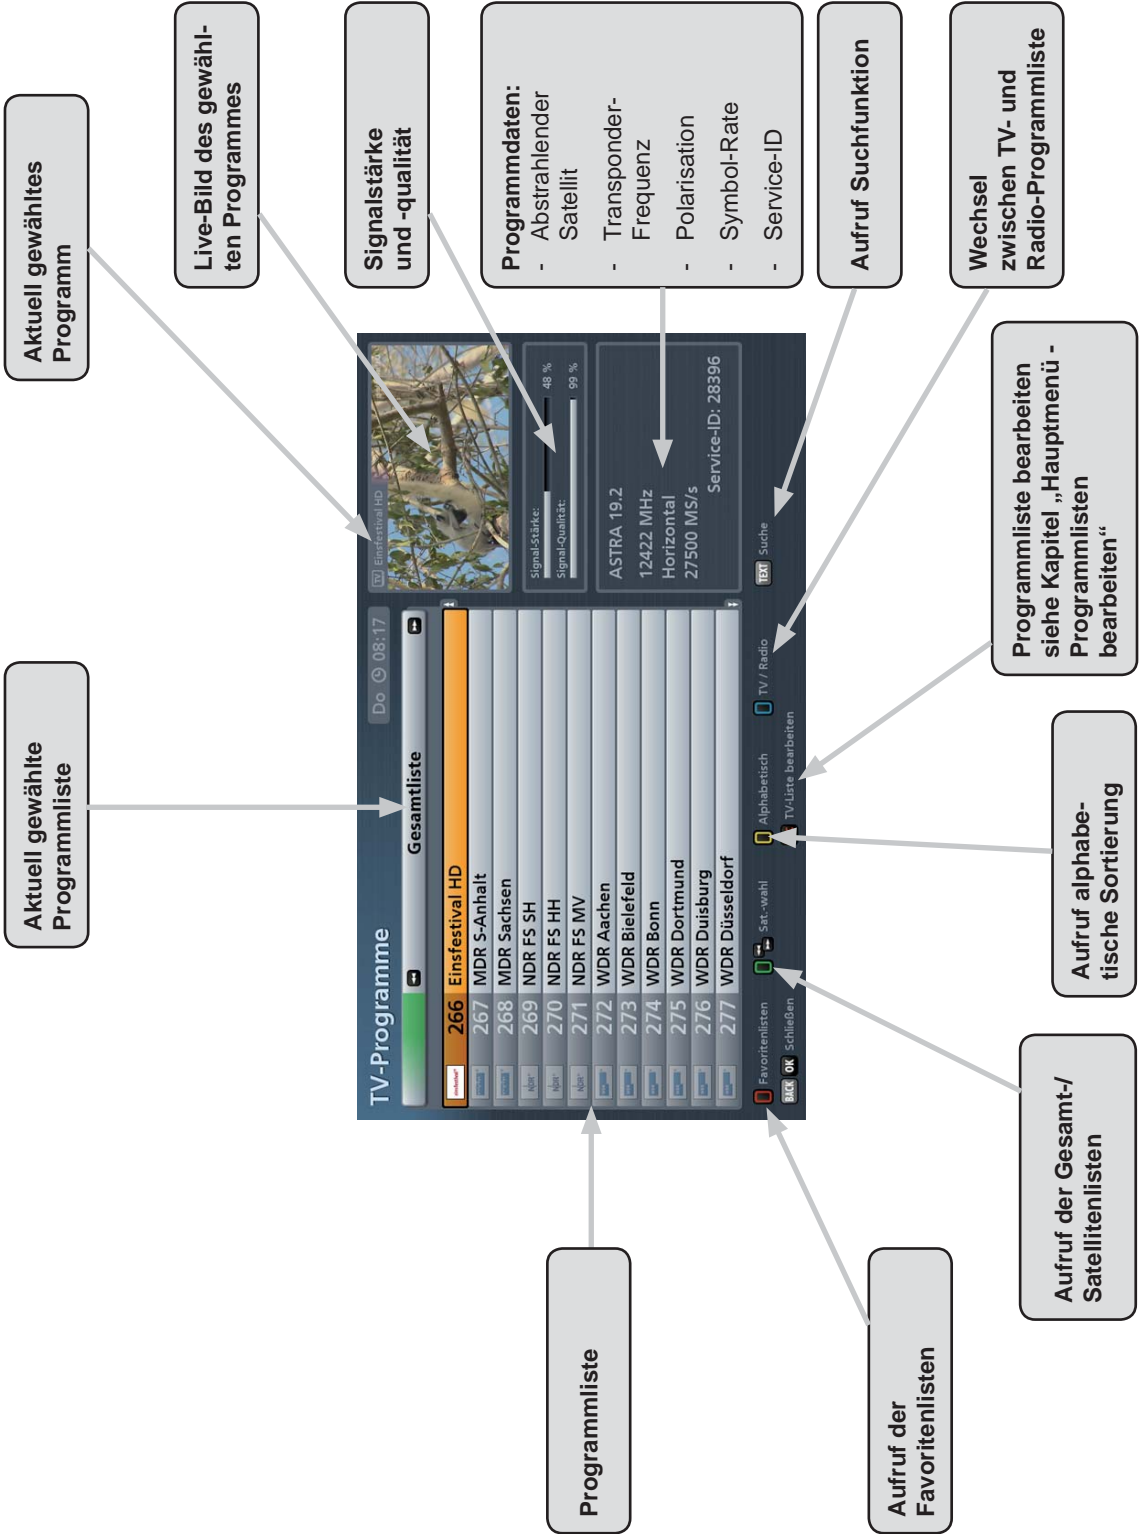 Aktuell gewählte
Programmliste
Aktuell gewähltes
Programm
Live-Bild des gewähl-
ten Programmes
Signalstärke
und -qualität
Programmdaten:
- Abstrahlender
Satellit
- Transponder-
Frequenz
- Polarisation
- Symbol-Rate
- Service-ID
Aufruf Suchfunktion
Wechsel
zwischen TV- und
Radio-Programmliste
Programmliste bearbeiten
siehe Kapitel „Hauptmenü -
Programmlisten
bearbeiten“
Aufruf alphabe-
tische Sortierung
Aufruf der Gesamt-/
Satellitenlisten
Aufruf der
Favoritenlisten
Programmliste
TV-Programme
Do 08:17
Gesamtliste
266 Einsfestival HD
267 MDR S-Anhalt
268 MDR Sachsen
269 NDR FS SH
270 NDR FS HH
271 NDR FS MV
272 WDR Aachen
273 WDR Bielefeld
274 WDR Bonn
275 WDR Dortmund
276 WDR Duisburg
277 WDR Düsseldorf
TV Einsfestival HD
Signal-Stärke: 48 %
Signal-Qualität: 99 %
ASTRA 19.2
12422 MHz
Horizontal
27500 MS/s
Service-ID: 28396
Favoritenlisten Sat.-wahl Alphabetisch TV / Radio TEXT Suche
BACK OK Schließen TV-Liste bearbeiten